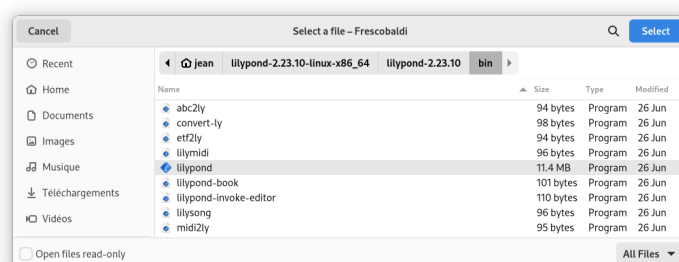 Cancel Select a file – Frescobaldi Select
Recent
Home
Documents
Images
Musique
Téléchargements
Vidéos
jean lilypond-2.23.10-linux-x86_64 lilypond-2.23.10 bin
Name Size Type Modified
abc2ly 94 bytes Program 26 Jun
convert-ly 98 bytes Program 26 Jun
etf2ly 94 bytes Program 26 Jun
lilymidi 96 bytes Program 26 Jun
lilypond 11.4 MB Program 26 Jun
lilypond-book 101 bytes Program 26 Jun
lilypond-invoke-editor 110 bytes Program 26 Jun
lilysong 96 bytes Program 26 Jun
midi2ly 95 bytes Program 26 Jun
Open files read-only All Files